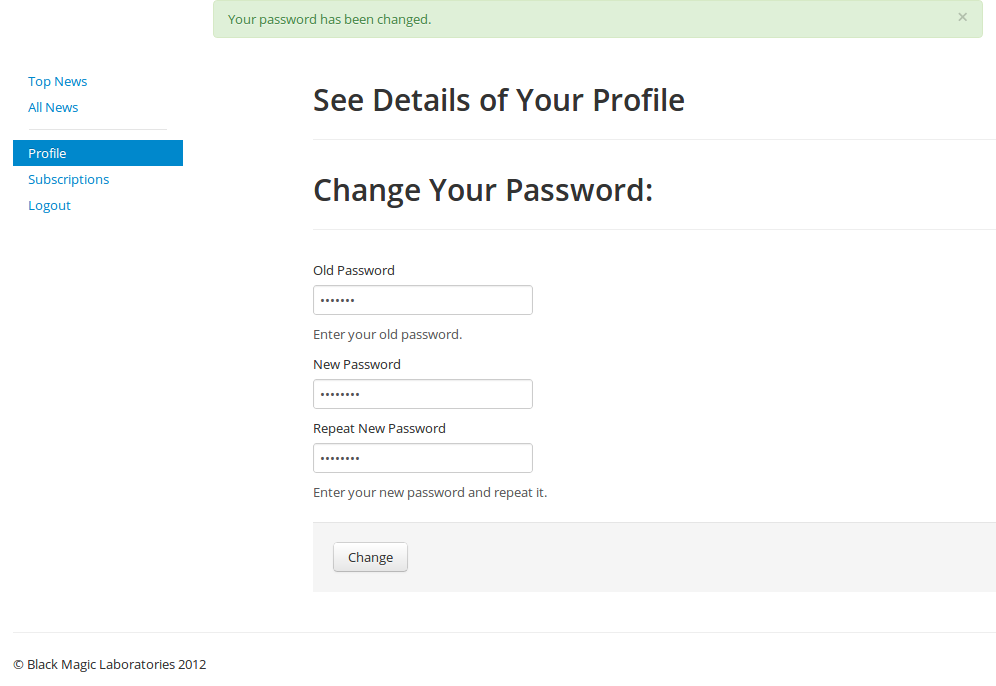 Your password has been changed.
×
Top News
All News
Profile
Subscriptions
Logout
See Details of Your Profile
Change Your Password:
Old Password
•••••••
Enter your old password.
New Password
••••••••
Repeat New Password
••••••••
Enter your new password and repeat it.
Change
© Black Magic Laboratories 2012